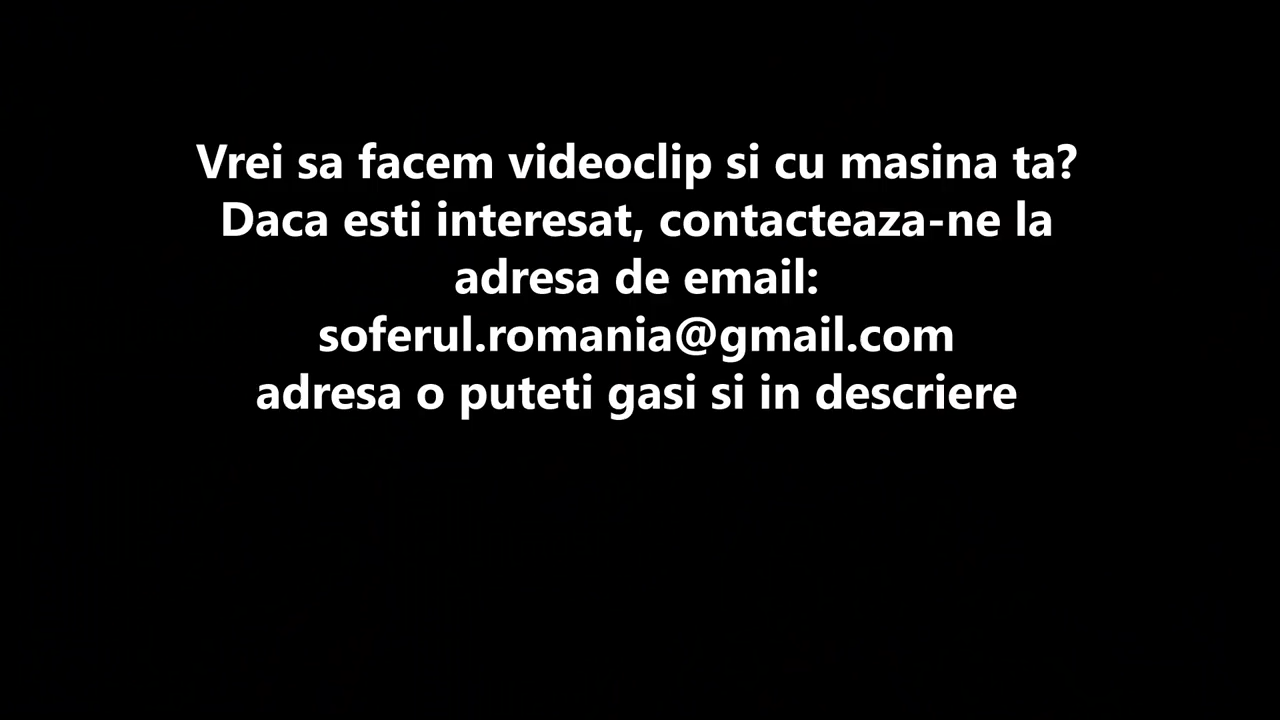 Vrei sa facem videoclip si cu masina ta?
Daca esti interesat, contacteaza-ne la
adresa de email:
soferul.romania@gmail.com
adresa o puteti gasi si in descriere